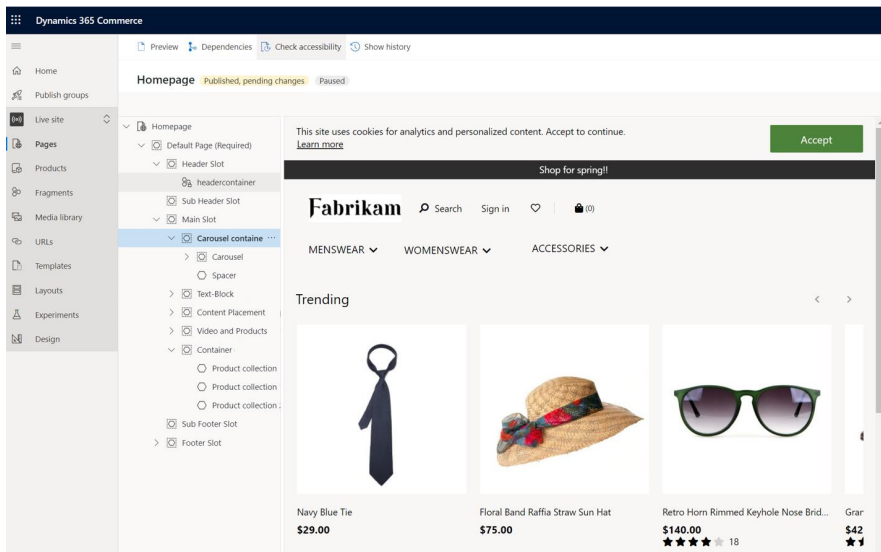 Dynamics 365 Commerce
Preview Dependencies Check accessibility Show history
Home
Publish groups
Live site
Pages
Products
Fragments
Media library
URLs
Templates
Layouts
Experiments
Design
Homepage Published, pending changes Paused
Homepage
Default Page (Required)
Header Slot
headercontainer
Sub Header Slot
Main Slot
Carousel containe ...
Carousel
Spacer
Text-Block
Content Placement
Video and Products
Container
Product collection
Product collection
Product collection
Sub Footer Slot
Footer Slot
This site uses cookies for analytics and personalized content. Accept to continue.
Learn more
Accept
Shop for spring!!
Fabrikam Search Sign in (0)
MENSWEAR WOMENSWEAR ACCESSORIES
Trending
Navy Blue Tie
$29.00
Floral Band Raffia Straw Sun Hat
$75.00
Retro Horn Rimmed Keyhole Nose Brid...
$140.00
18
Gran
$42